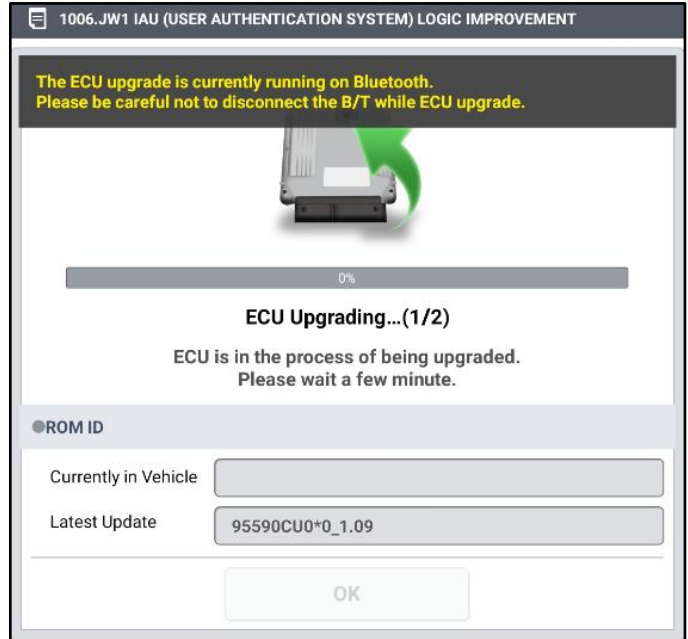 1006.JW1 IAU (USER AUTHENTICATION SYSTEM) LOGIC IMPROVEMENT
The ECU upgrade is currently running on Bluetooth.
Please be careful not to disconnect the B/T while ECU upgrade.
0%
ECU Upgrading...(1/2)
ECU is in the process of being upgraded.
Please wait a few minute.
ROM ID
Currently in Vehicle
Latest Update 95590CU0*0_1.09
OK